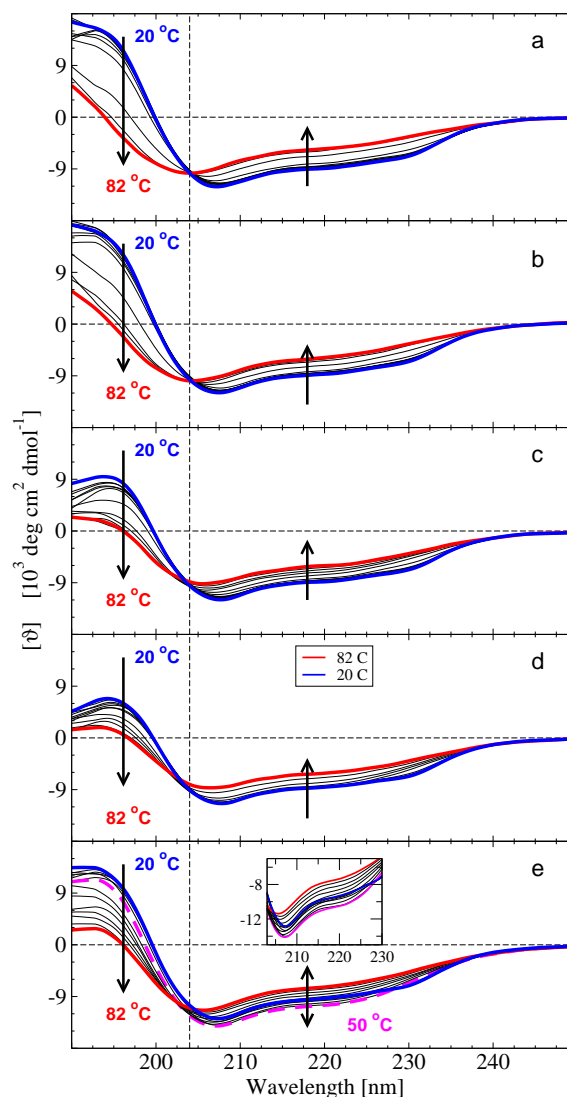 20 °C
a
9
0
-9
82 °C
20 °C
b
9
0
-9
82 °C
20 °C
c
9
0
-9
82 °C
[ϑ] [10³ deg cm² dmol⁻¹]
20 °C
d
82 C
20 C
9
0
-9
82 °C
20 °C
e
-8
-12
210 220 230
9
0
-9
82 °C
50 °C
200 210 220 230 240
Wavelength [nm]